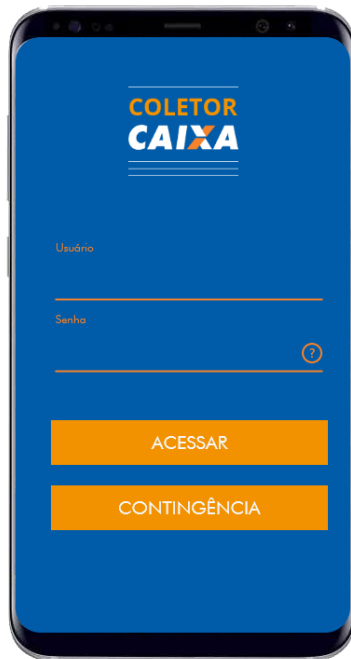 COLETOR
CAIXA
Usuário
Senha
?
ACESSAR
CONTINGÊNCIA